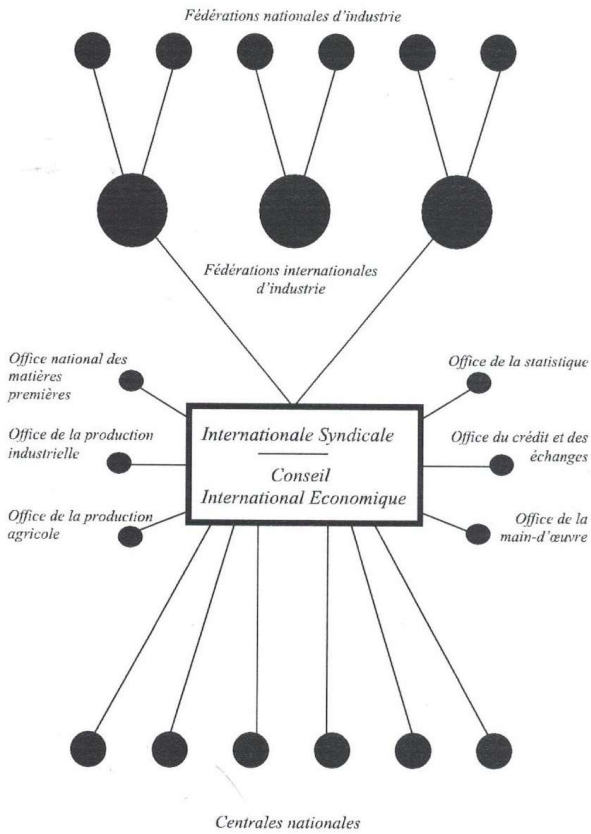 Fédérations nationales d'industrie
Fédérations internationales
d'industrie
Office national des
matières
premières
Office de la statistique
Office de la production
industrielle
Internationale Syndicale
Conseil
International Economique
Office du crédit et des
échanges
Office de la production
agricole
Office de la
main-d'œuvre
Centrales nationales